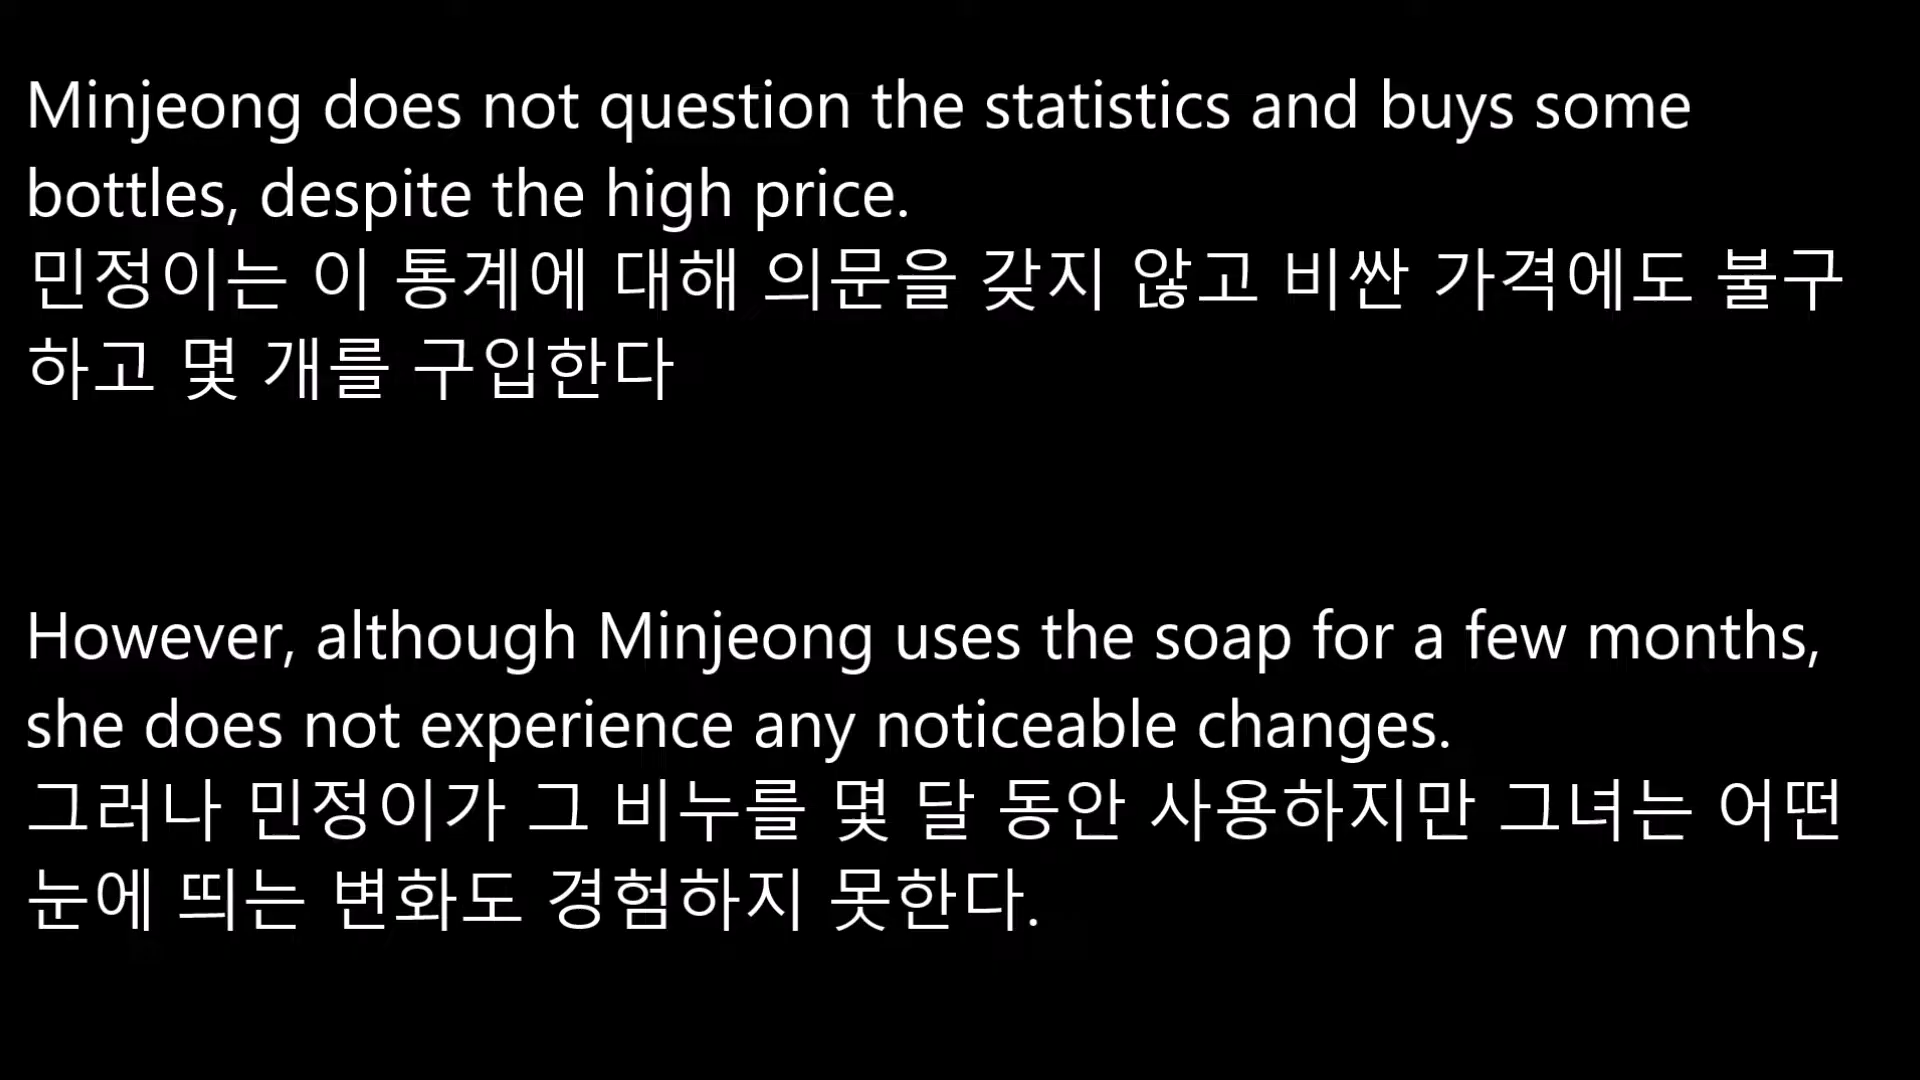 Minjeong does not question the statistics and buys some
bottles, despite the high price.
민정이는 이 통계에 대해 의문을 갖지 않고 비싼 가격에도 불구
하고 몇 개를 구입한다
However, although Minjeong uses the soap for a few months,
she does not experience any noticeable changes.
그러나 민정이가 그 비누를 몇 달 동안 사용하지만 그녀는 어떤
눈에 띄는 변화도 경험하지 못한다.